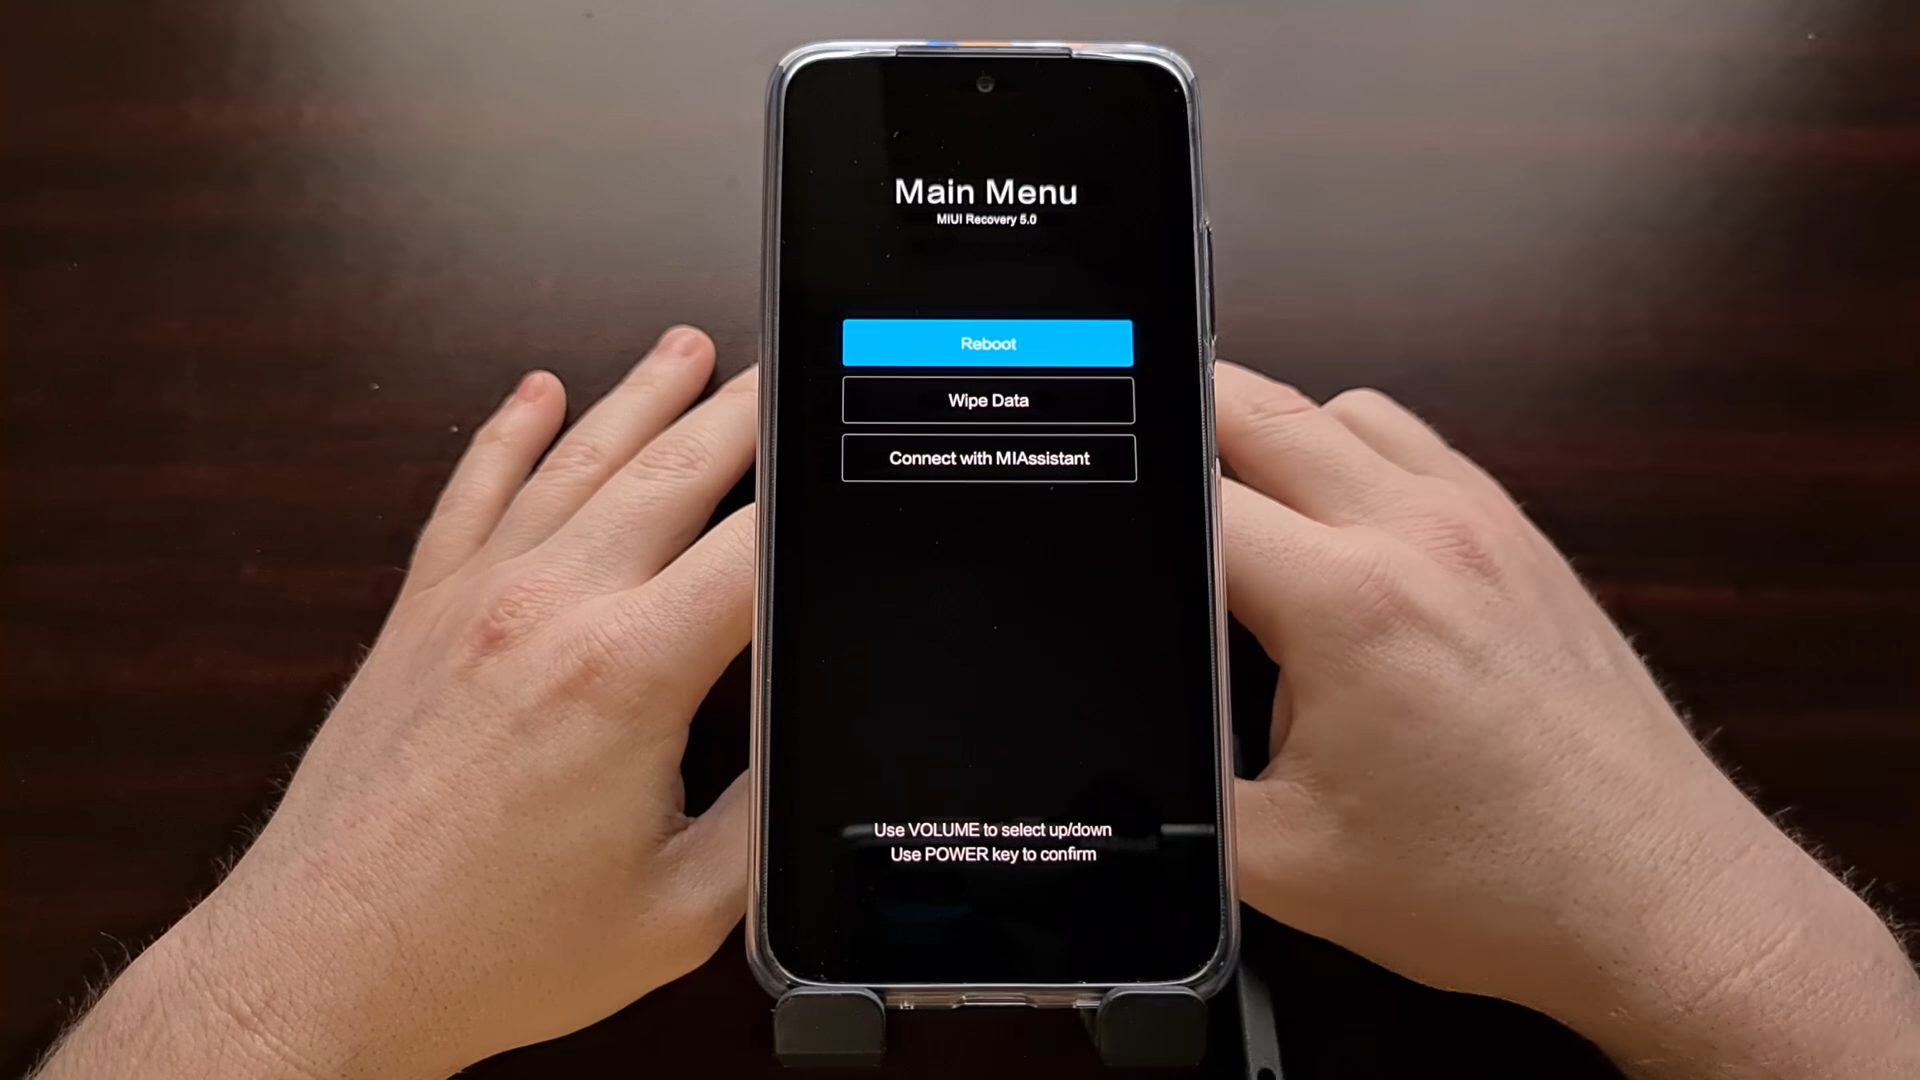 Main Menu
MIUI Recovery 5.0
Reboot
Wipe Data
Connect with MIAssistant
Use VOLUME to select up/down
Use POWER key to confirm